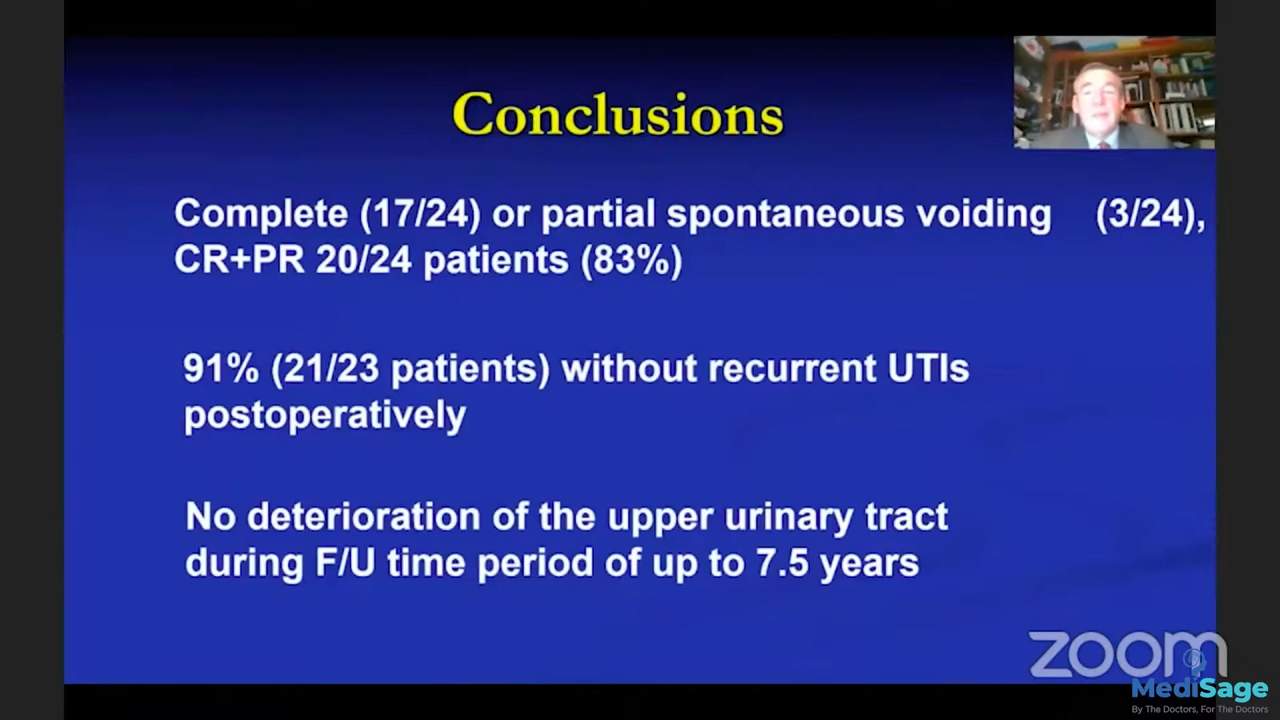 Conclusions
Complete (17/24) or partial spontaneous voiding (3/24),
CR+PR 20/24 patients (83%)
91% (21/23 patients) without recurrent UTIs
postoperatively
No deterioration of the upper urinary tract
during F/U time period of up to 7.5 years
zoom
MediSage
By The Doctors, For The Doctors